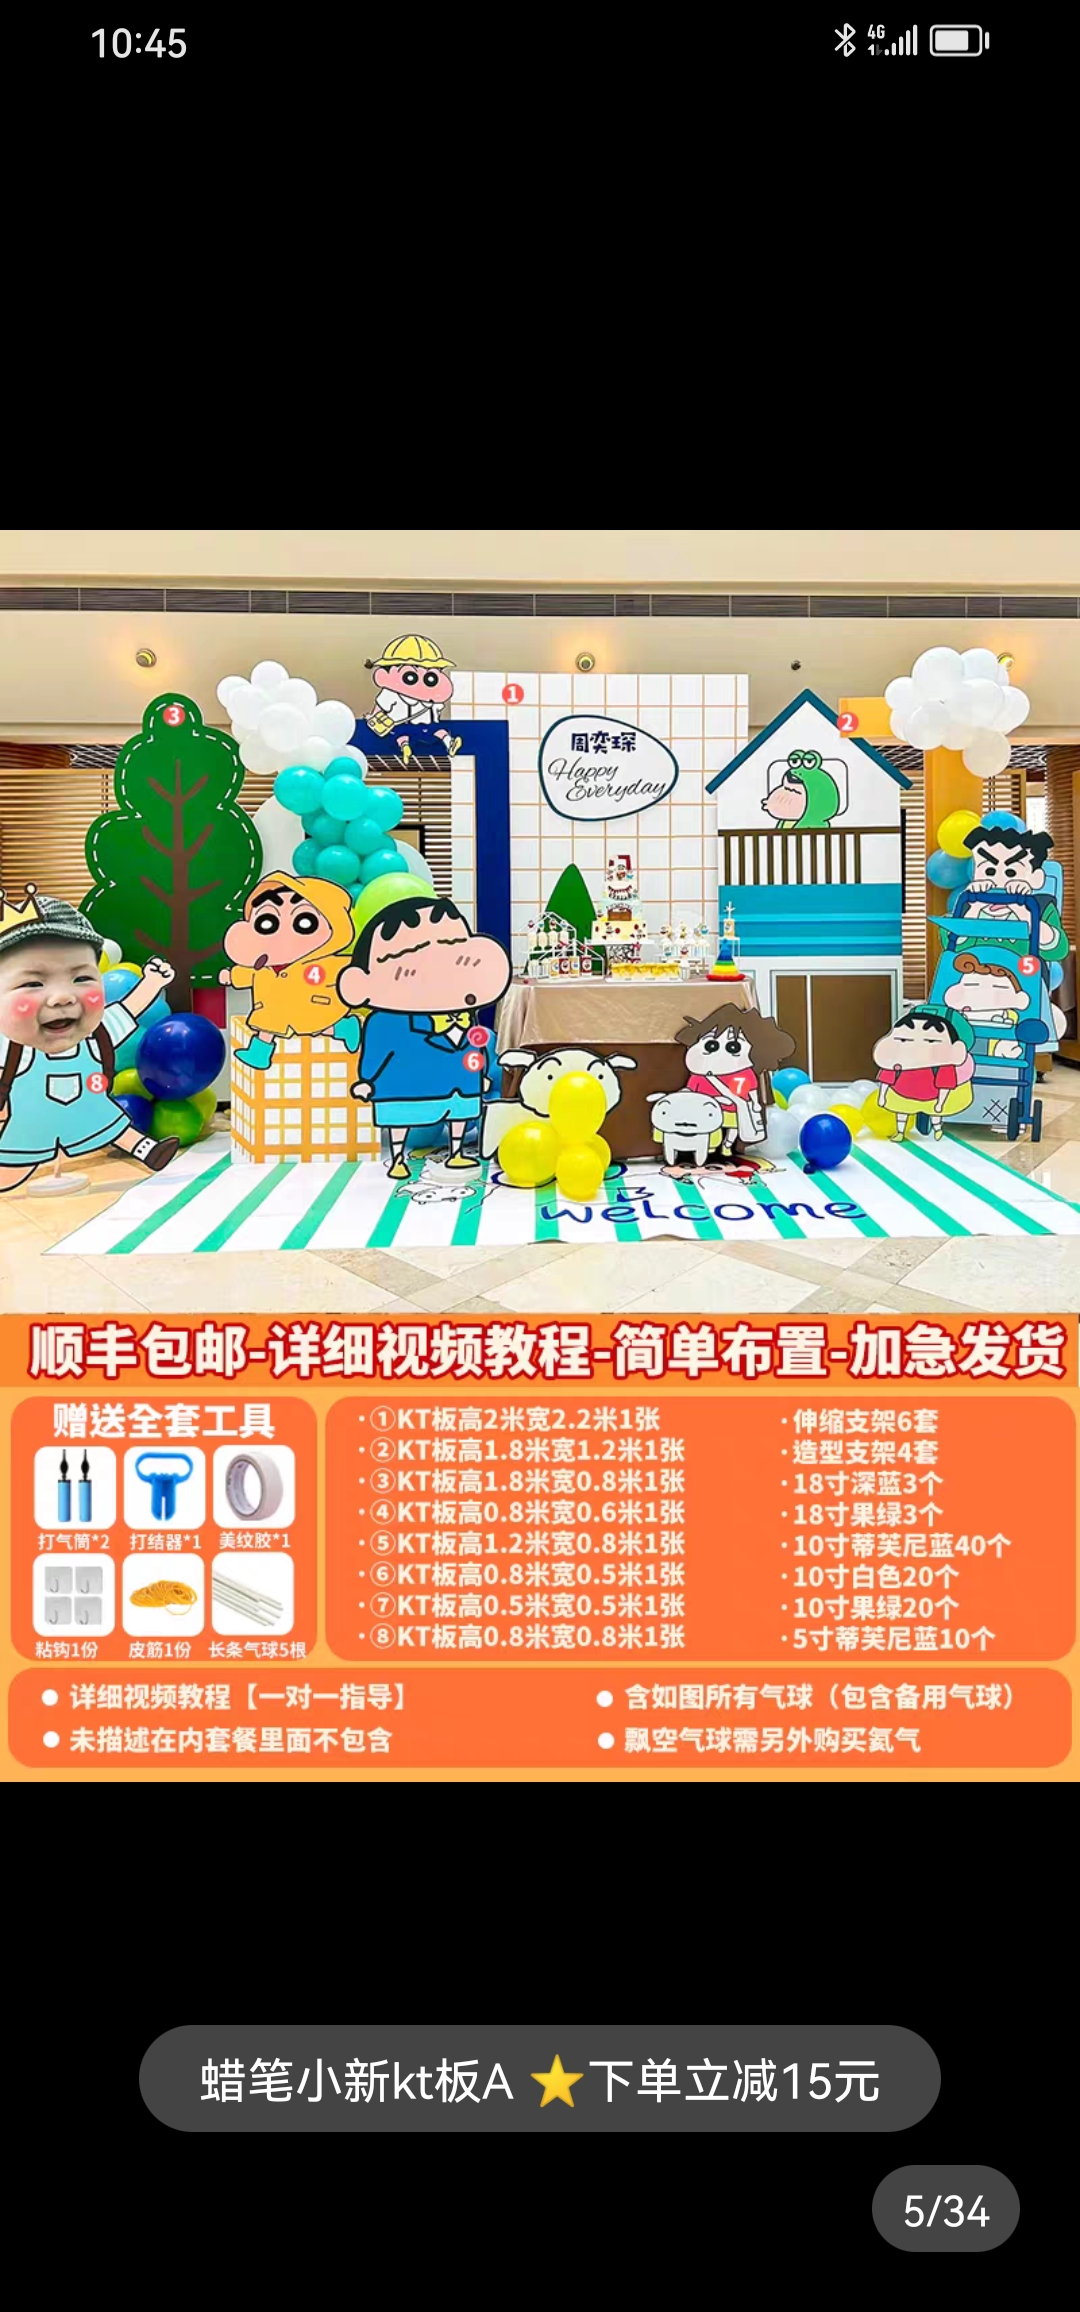 10:45
4G
1
3
2
周奕琛
Happy
Everyday
4
5
6
7
8
welcome
顺丰包邮-详细视频教程-简单布置-加急发货
赠送全套工具
打气筒*2 打结器*1 美纹胶*1
粘钩1份 皮筋1份 长条气球5根
·①KT板高2米宽2.2米1张
·②KT板高1.8米宽1.2米1张
·③KT板高1.8米宽0.8米1张
·④KT板高0.8米宽0.6米1张
·⑤KT板高1.2米宽0.8米1张
·⑥KT板高0.8米宽0.5米1张
·⑦KT板高0.5米宽0.5米1张
·⑧KT板高0.8米宽0.8米1张
·伸缩支架6套
·造型支架4套
·18寸深蓝3个
·18寸果绿3个
·10寸蒂芙尼蓝40个
·10寸白色20个
·10寸果绿20个
·5寸蒂芙尼蓝10个
● 详细视频教程【一对一指导】
● 未描述在内套餐里面不包含
● 含如图所有气球（包含备用气球）
● 飘空气球需另外购买氦气
蜡笔小新kt板A ⭐下单立减15元
5/34